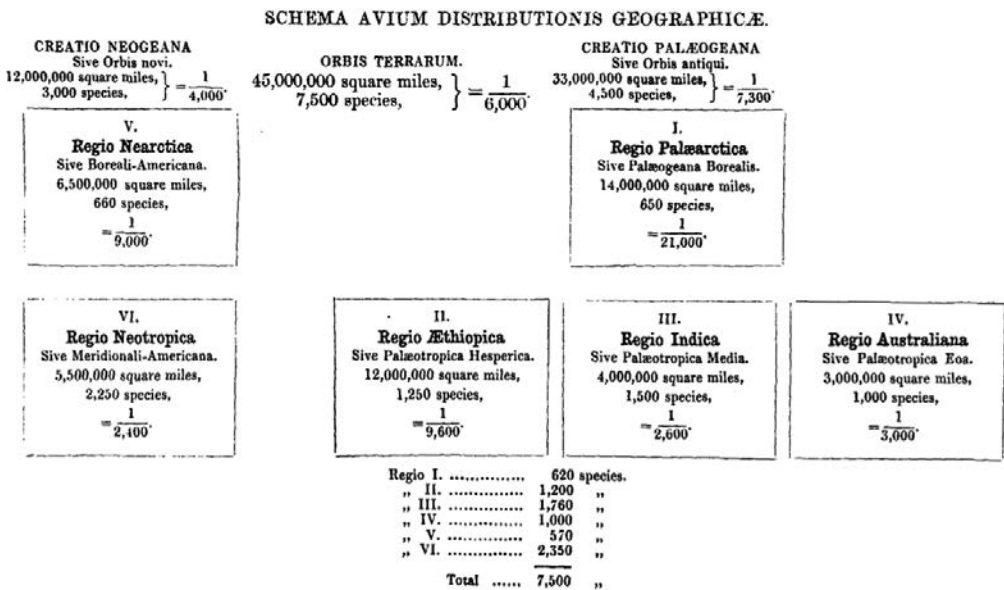 SCHEMA AVIUM DISTRIBUTIONIS GEOGRAPHICÆ.
CREATIO NEOGEANA
Sive Orbis novi.
12,000,000 square miles,
3,000 species,
} = 1/4,000.
ORBIS TERRARUM.
45,000,000 square miles,
7,500 species,
} = 1/6,000.
CREATIO PALÆOGEANA
Sive Orbis antiqui.
33,000,000 square miles,
4,500 species,
} = 1/7,300.
V.
Regio Nearctica
Sive Boreali-Americana.
6,500,000 square miles,
660 species,
= 1/9,000.
I.
Regio Palæarctica
Sive Palæogeana Borealis.
14,000,000 square miles,
650 species,
= 1/21,000.
VI.
Regio Neotropica
Sive Meridionali-Americana.
5,500,000 square miles,
2,250 species,
= 1/2,400.
II.
Regio Æthiopica
Sive Palæotropica Hesperica.
12,000,000 square miles,
1,250 species,
= 1/9,600.
III.
Regio Indica
Sive Palæotropica Media.
4,000,000 square miles,
1,500 species,
= 1/2,600.
IV.
Regio Australiana
Sive Palæotropica Eoa.
3,000,000 square miles,
1,000 species,
= 1/3,000.
Regio I. .............. 620 species.
„ II. .............. 1,200 „
„ III. .............. 1,760 „
„ IV. .............. 1,000 „
„ V. .............. 570 „
„ VI. .............. 2,350 „
Total ...... 7,500 „